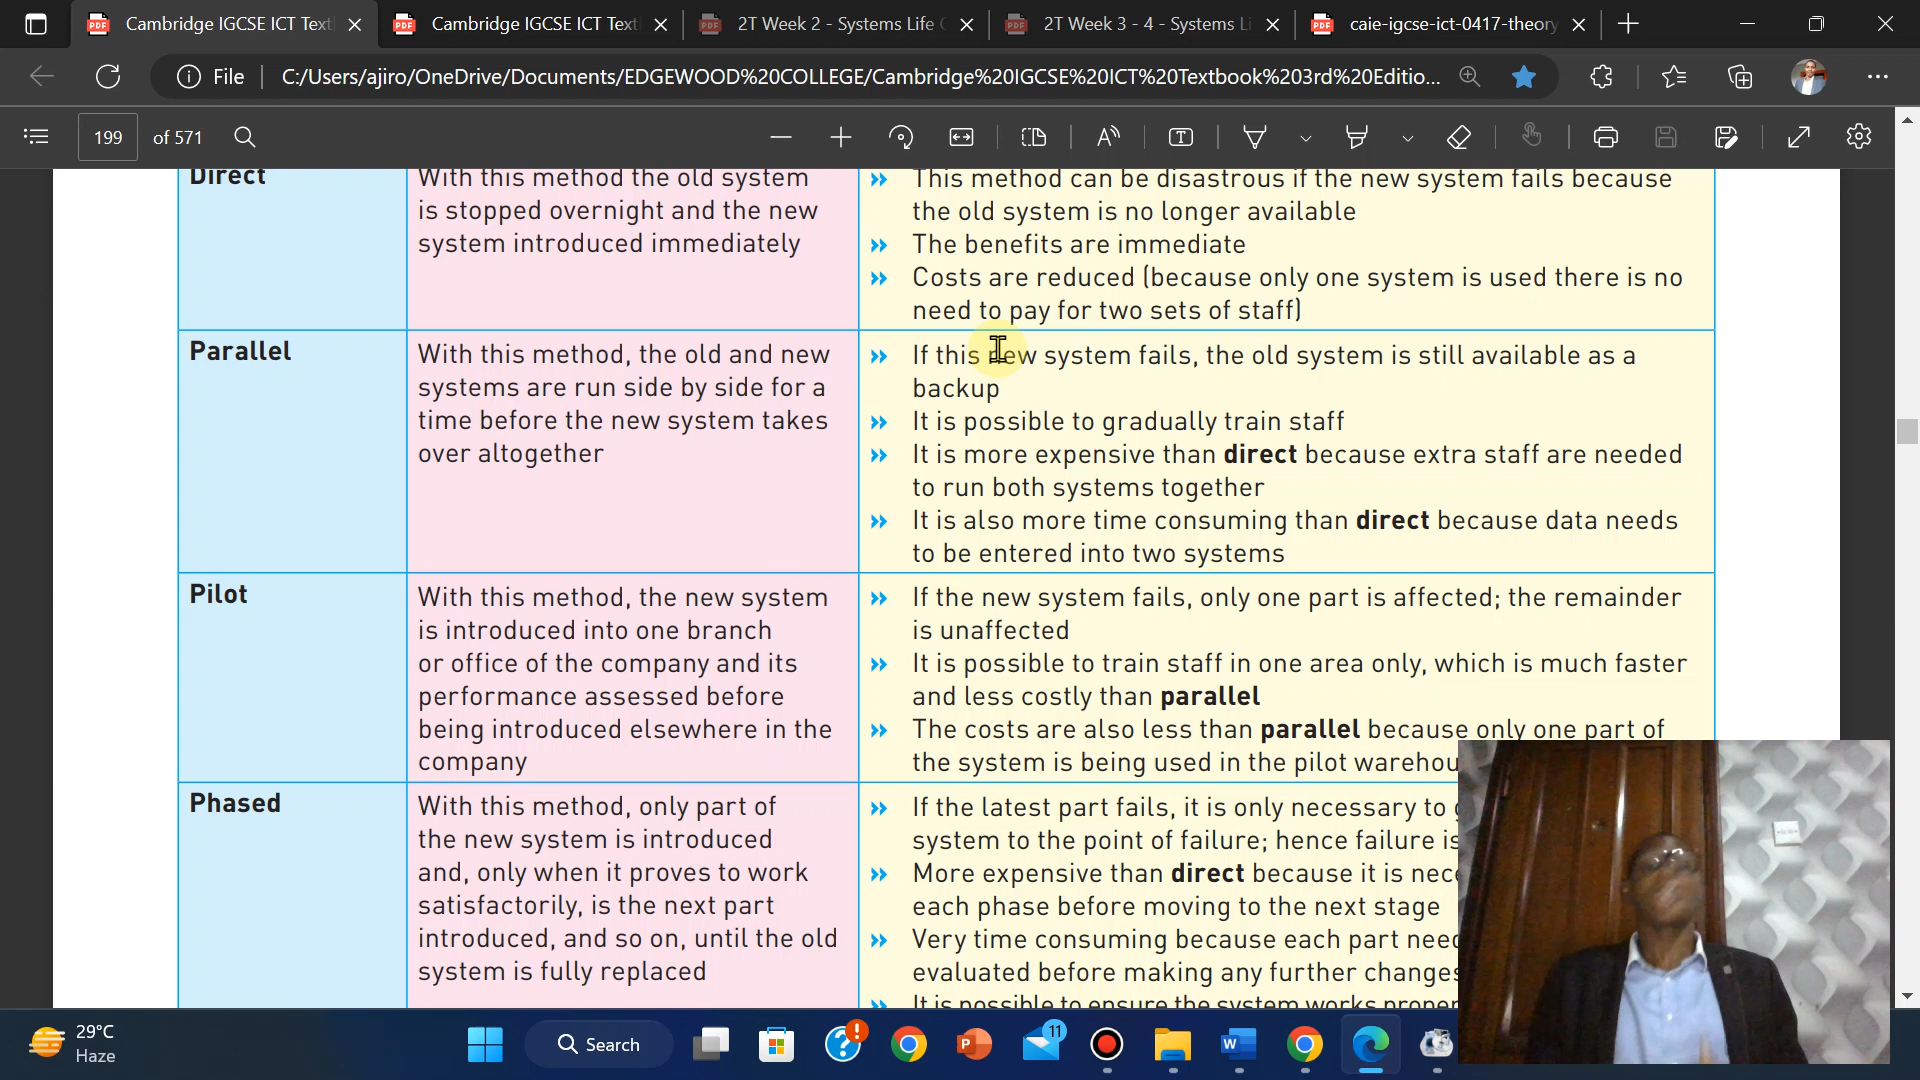 Cambridge IGCSE ICT Text
Cambridge IGCSE ICT Text
2T Week 2 - Systems Life C
2T Week 3 - 4 - Systems Li
caie-igcse-ict-0417-theory
File
C:/Users/ajiro/OneDrive/Documents/EDGEWOOD%20COLLEGE/Cambridge%20IGCSE%20ICT%20Textbook%203rd%20Editio...
199 of 571
Direct
With this method the old system
is stopped overnight and the new
system introduced immediately
» This method can be disastrous if the new system fails because
the old system is no longer available
» The benefits are immediate
» Costs are reduced (because only one system is used there is no
need to pay for two sets of staff)
Parallel
With this method, the old and new
systems are run side by side for a
time before the new system takes
over altogether
» If this new system fails, the old system is still available as a
backup
» It is possible to gradually train staff
» It is more expensive than direct because extra staff are needed
to run both systems together
» It is also more time consuming than direct because data needs
to be entered into two systems
Pilot
With this method, the new system
is introduced into one branch
or office of the company and its
performance assessed before
being introduced elsewhere in the
company
» If the new system fails, only one part is affected; the remainder
is unaffected
» It is possible to train staff in one area only, which is much faster
and less costly than parallel
» The costs are also less than parallel because only one part of
the system is being used in the pilot warehou
Phased
With this method, only part of
the new system is introduced
and, only when it proves to work
satisfactorily, is the next part
introduced, and so on, until the old
system is fully replaced
» If the latest part fails, it is only necessary to g
system to the point of failure; hence failure is
» More expensive than direct because it is nece
each phase before moving to the next stage
» Very time consuming because each part need
evaluated before making any further changes
» It is possible to ensure the system works proper
29°C
Haze
Search
11